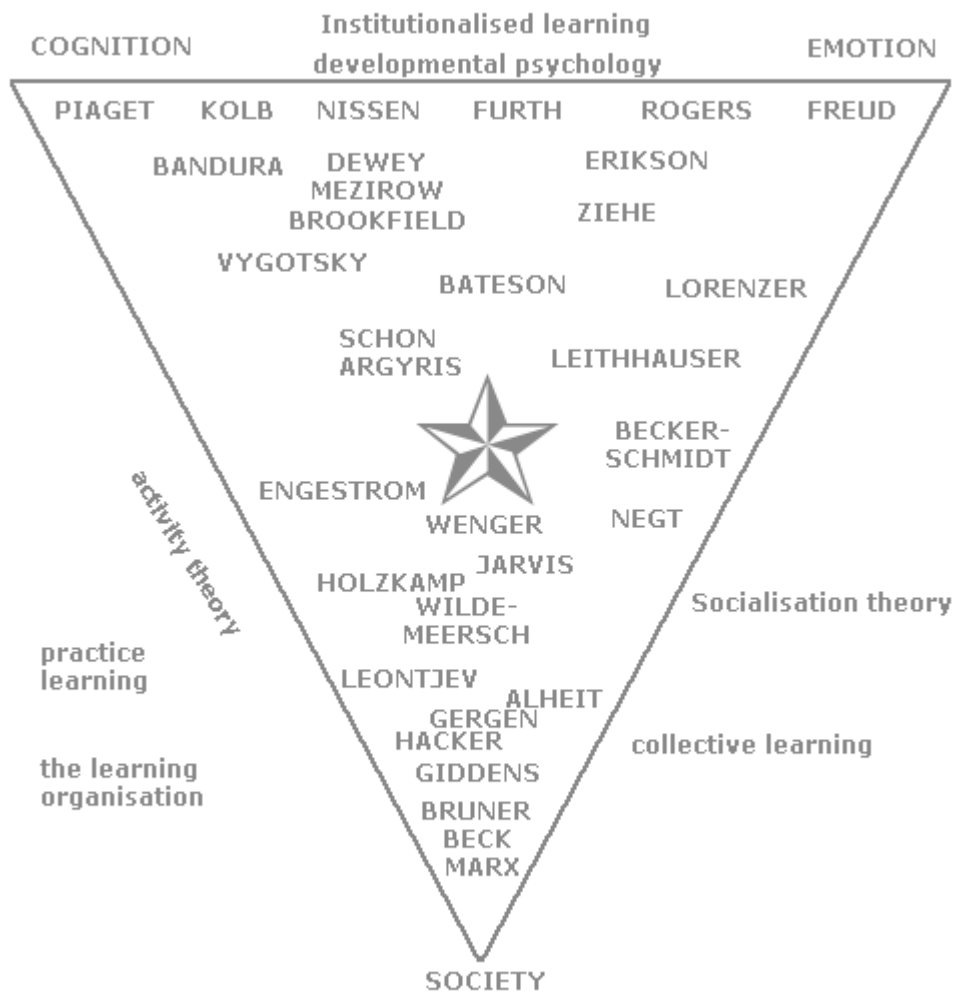 Institutionalised learning
COGNITION
EMOTION
developmental psychology
PIAGET KOLB NISSEN FURTH ROGERS FREUD
BANDURA DEWEY ERIKSON
MEZIROW
BROOKFIELD ZIEHE
VYGOTSKY
BATESON LORENZER
SCHON
ARGYRIS LEITHHAUSER
BECKER-
SCHMIDT
ENGESTROM
WENGER NEGT
activity theory
JARVIS
HOLZKAMP
WILDE-
MEERSCH
Socialisation theory
practice
learning
LEONTJEV
ALHEIT
GERGEN
HACKER
collective learning
the learning
organisation
GIDDENS
BRUNER
BECK
MARX
SOCIETY